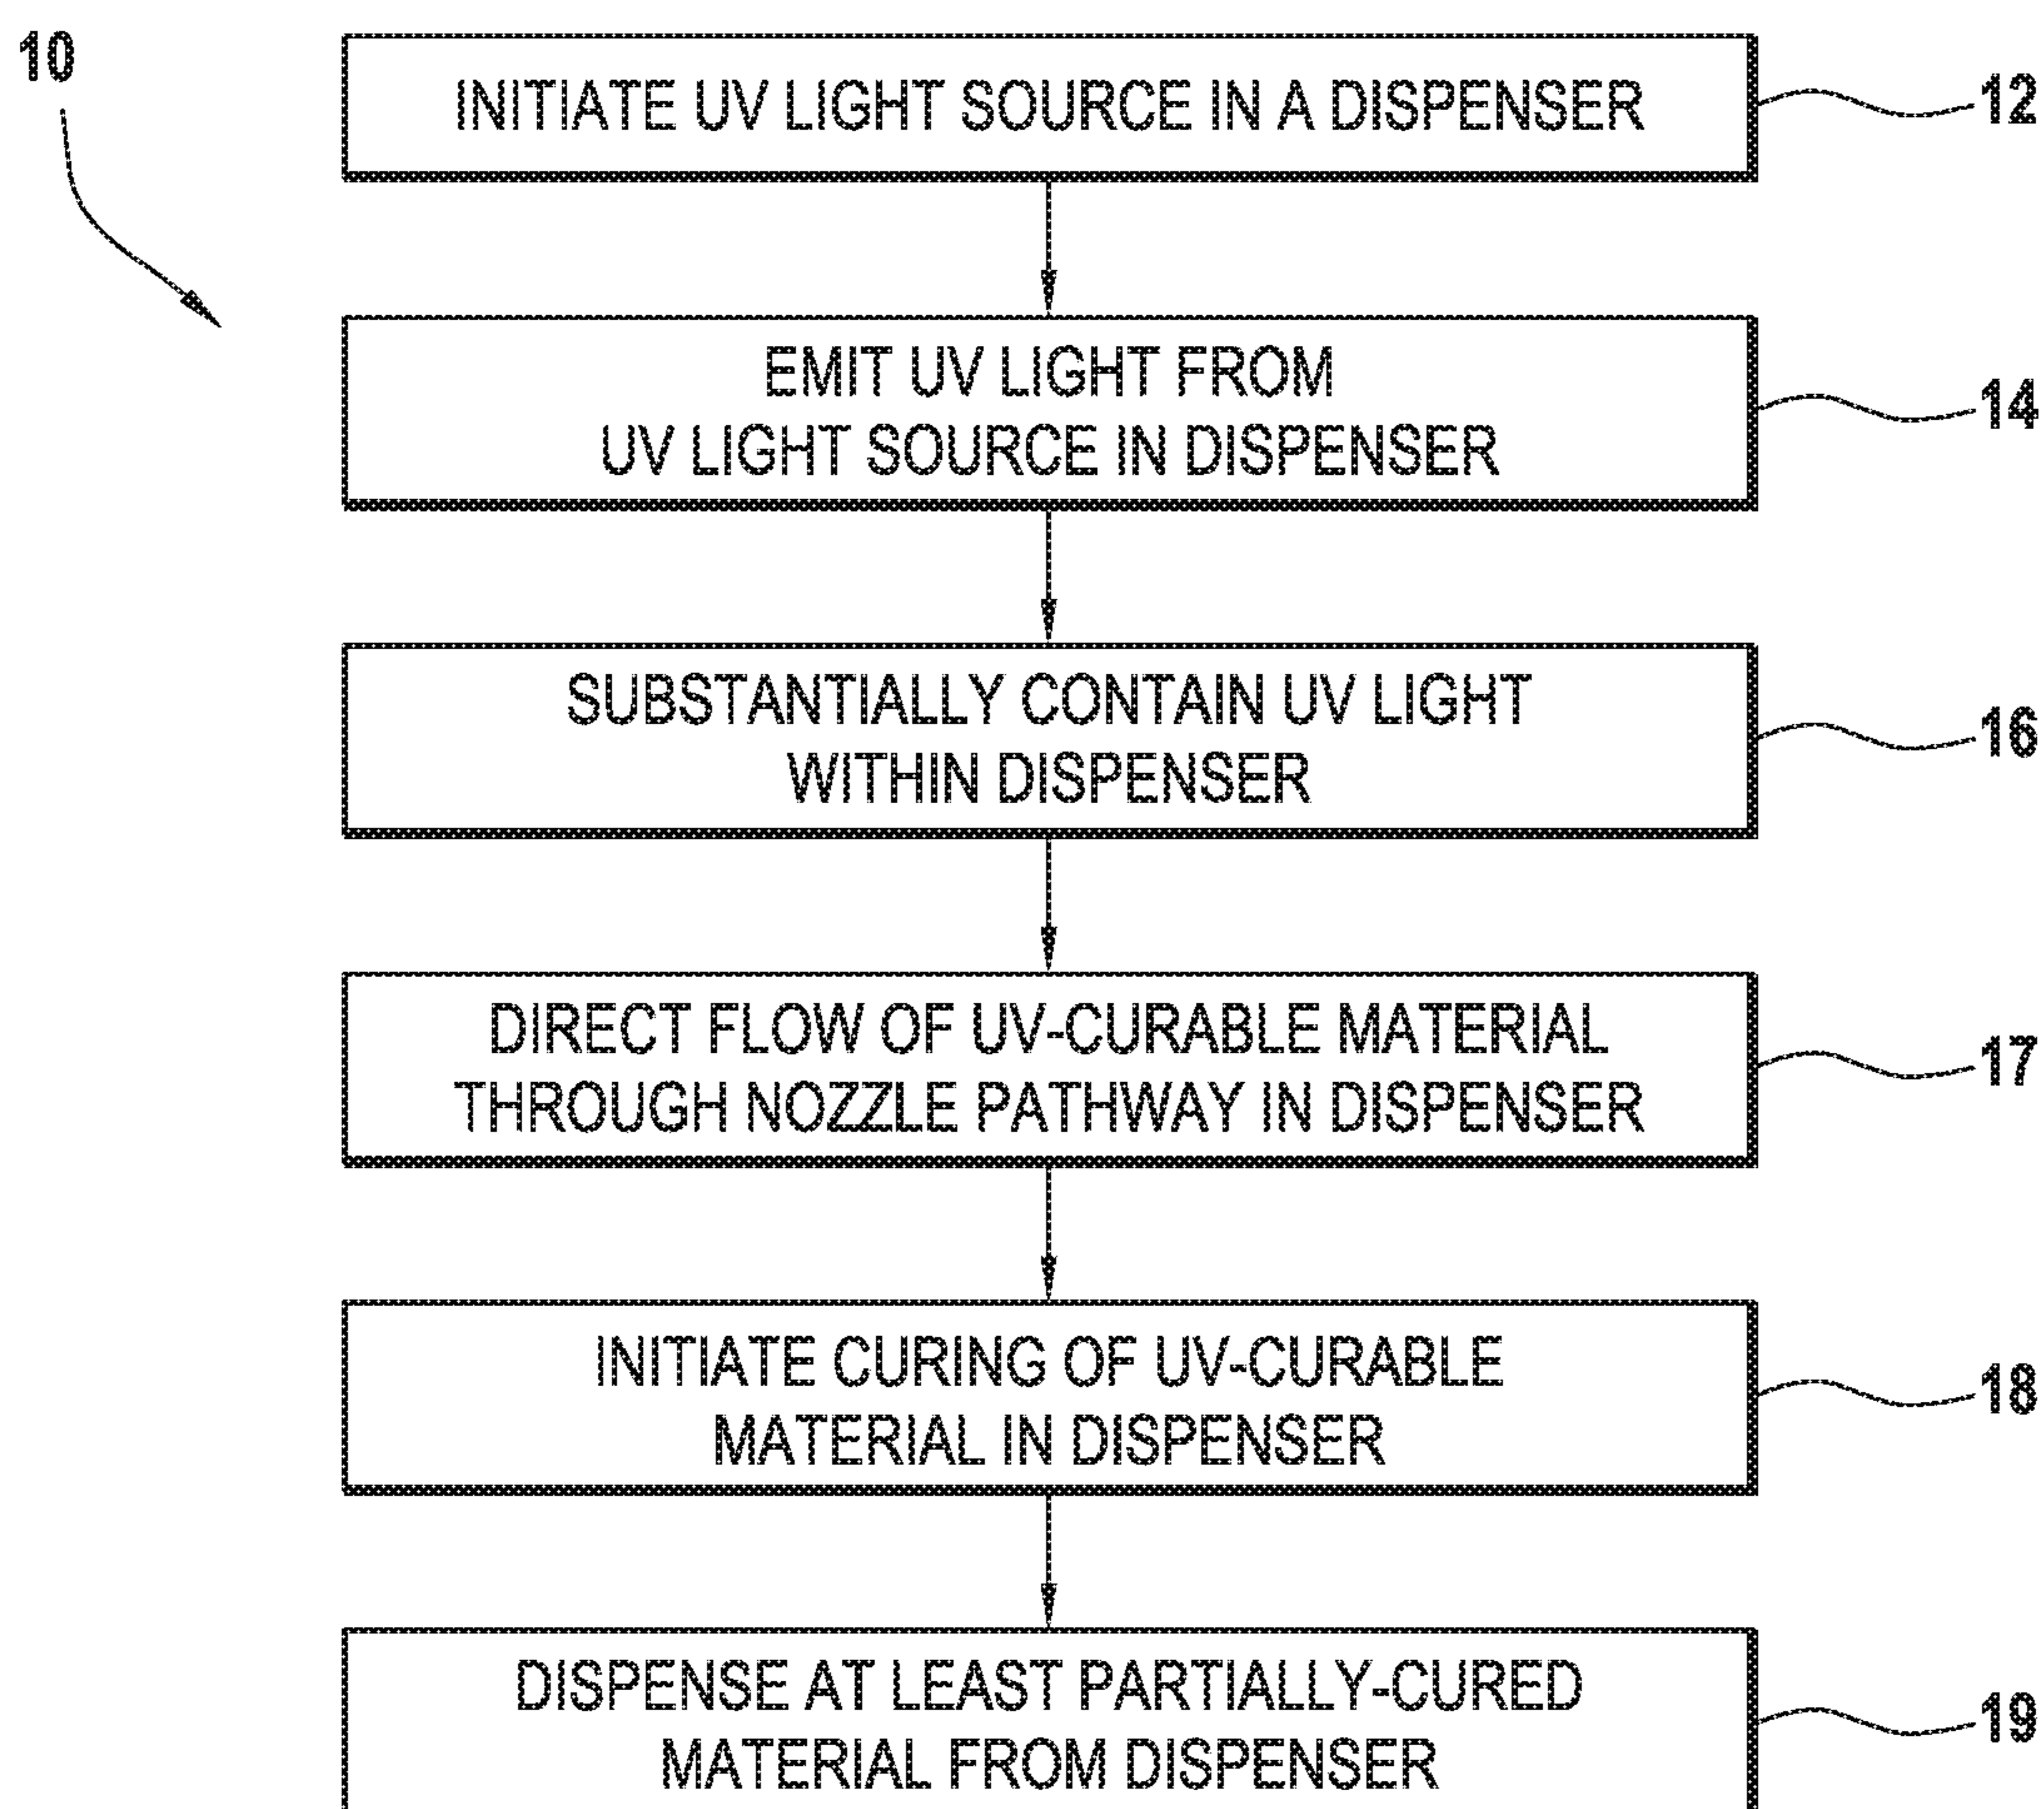 10
INITIATE UV LIGHT SOURCE IN A DISPENSER
12
EMIT UV LIGHT FROM
UV LIGHT SOURCE IN DISPENSER
14
SUBSTANTIALLY CONTAIN UV LIGHT
WITHIN DISPENSER
16
DIRECT FLOW OF UV-CURABLE MATERIAL
THROUGH NOZZLE PATHWAY IN DISPENSER
17
INITIATE CURING OF UV-CURABLE
MATERIAL IN DISPENSER
18
DISPENSE AT LEAST PARTIALLY-CURED
MATERIAL FROM DISPENSER
19